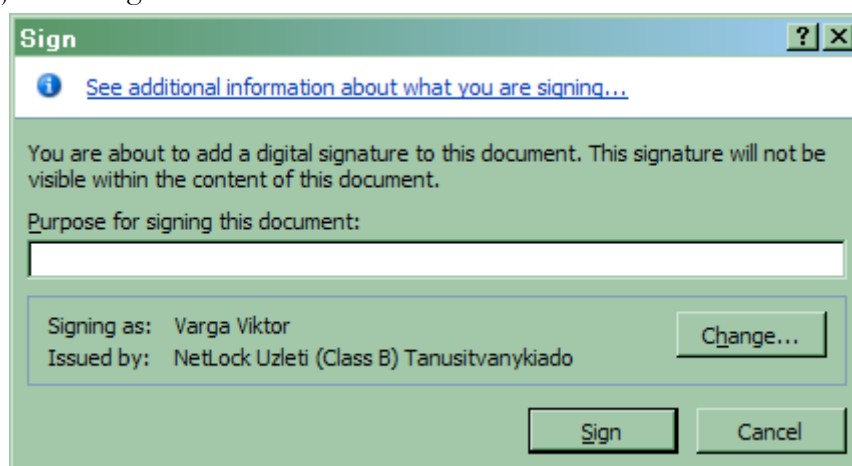 Sign
See additional information about what you are signing...
You are about to add a digital signature to this document. This signature will not be
visible within the content of this document.
Purpose for signing this document:
Signing as: Varga Viktor
Change...
Issued by: NetLock Uzleti (Class B) Tanusitvanykiado
Sign Cancel